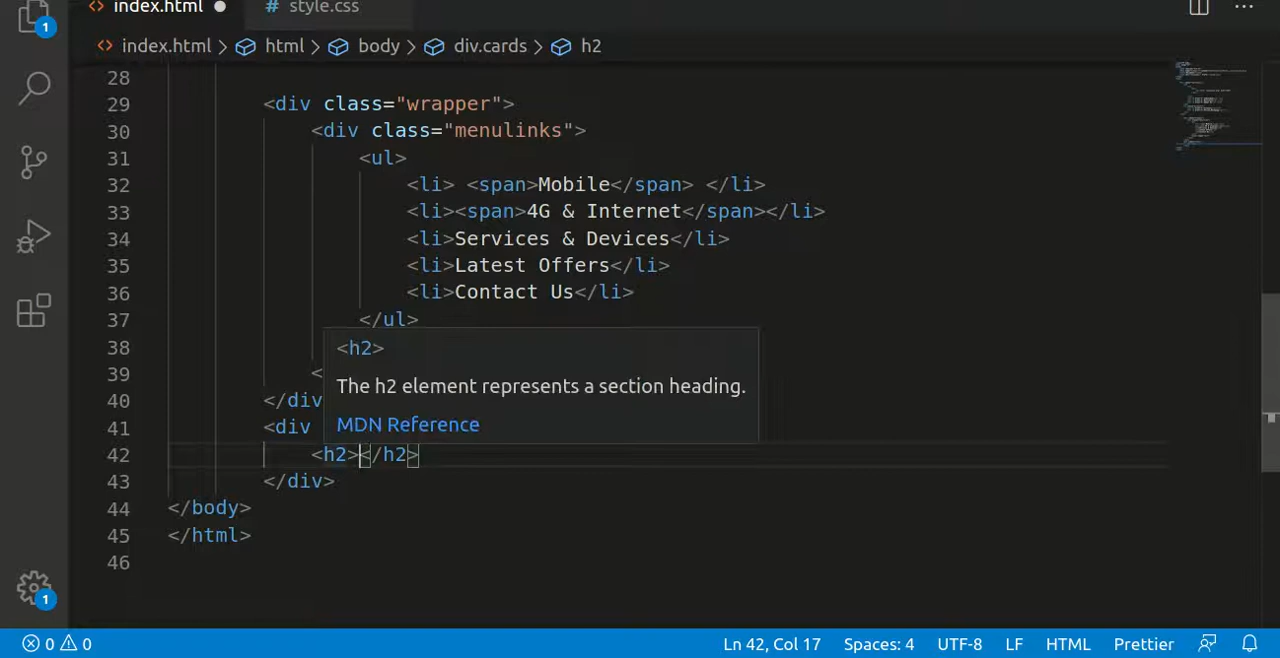 index.html
style.css
index.html > html > body > div.cards > h2
28
29 <div class="wrapper">
30 <div class="menulinks">
31 <ul>
32 <li> <span>Mobile</span> </li>
33 <li><span>4G & Internet</span></li>
34 <li>Services & Devices</li>
35 <li>Latest Offers</li>
36 <li>Contact Us</li>
37 </ul>
38 <h2>
The h2 element represents a section heading.
39 <
40 </div
MDN Reference
41 <div
42 <h2></h2>
43 </div>
44 </body>
45 </html>
46
1
1
0 0
Ln 42, Col 17
Spaces: 4
UTF-8
LF
HTML
Prettier